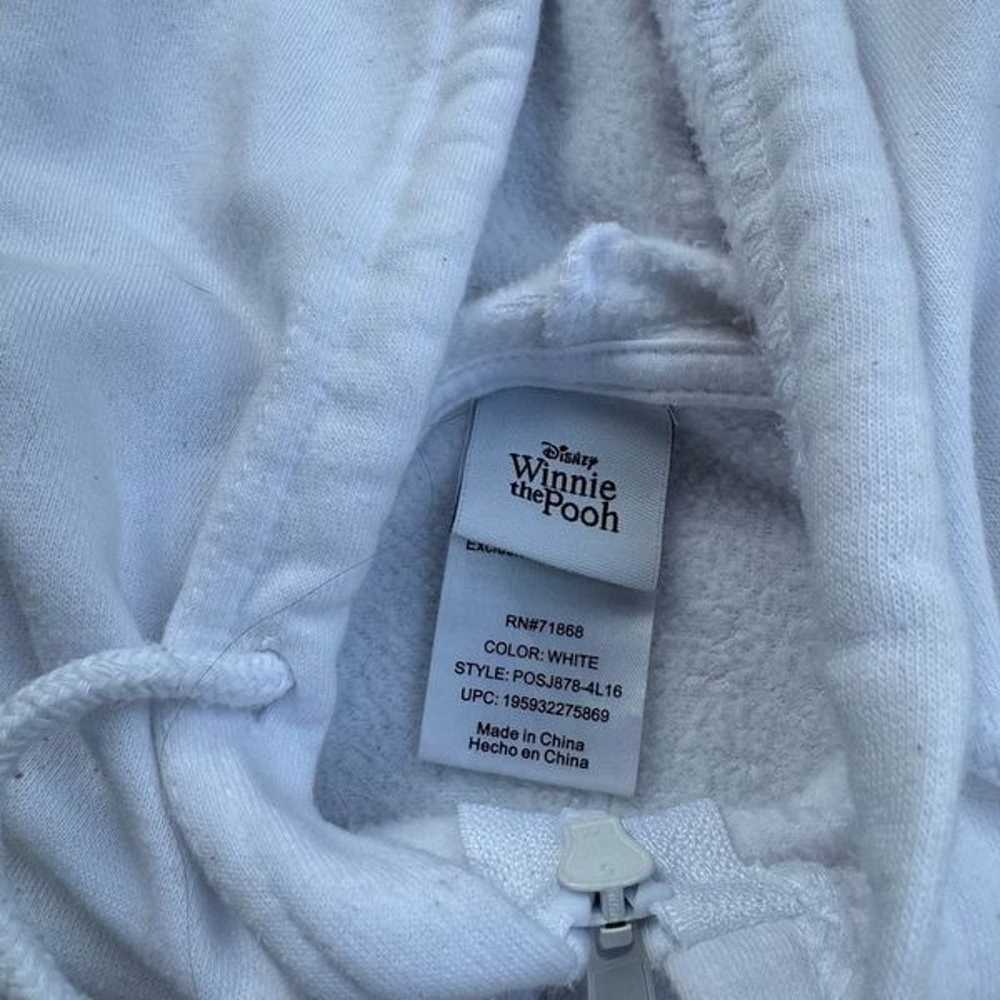 Disney
Winnie
the Pooh
RN#71868
COLOR: WHITE
STYLE: POSJ878-4L16
UPC: 195932275869
Made in China
Hecho en China